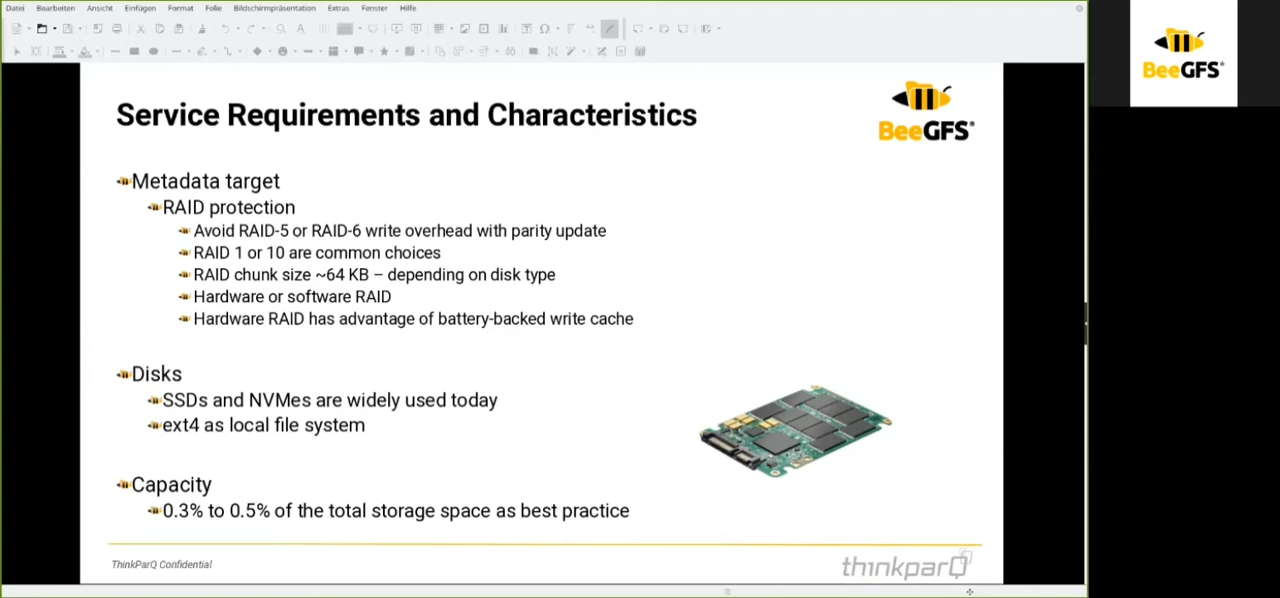 Datei Bearbeiten Ansicht Einfügen Format Folie Bildschirmpräsentation Extras Fenster Hilfe
BeeGFS®
Service Requirements and Characteristics
BeeGFS®
Metadata target
RAID protection
Avoid RAID-5 or RAID-6 write overhead with parity update
RAID 1 or 10 are common choices
RAID chunk size ~64 KB – depending on disk type
Hardware or software RAID
Hardware RAID has advantage of battery-backed write cache
Disks
SSDs and NVMes are widely used today
ext4 as local file system
Capacity
0.3% to 0.5% of the total storage space as best practice
ThinkParQ Confidential
thinkparQ